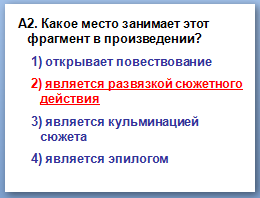 А2. Какое место занимает этот
фрагмент в произведении?
1) открывает повествование
2) является развязкой сюжетного
действия
3) является кульминацией
сюжета
4) является эпилогом